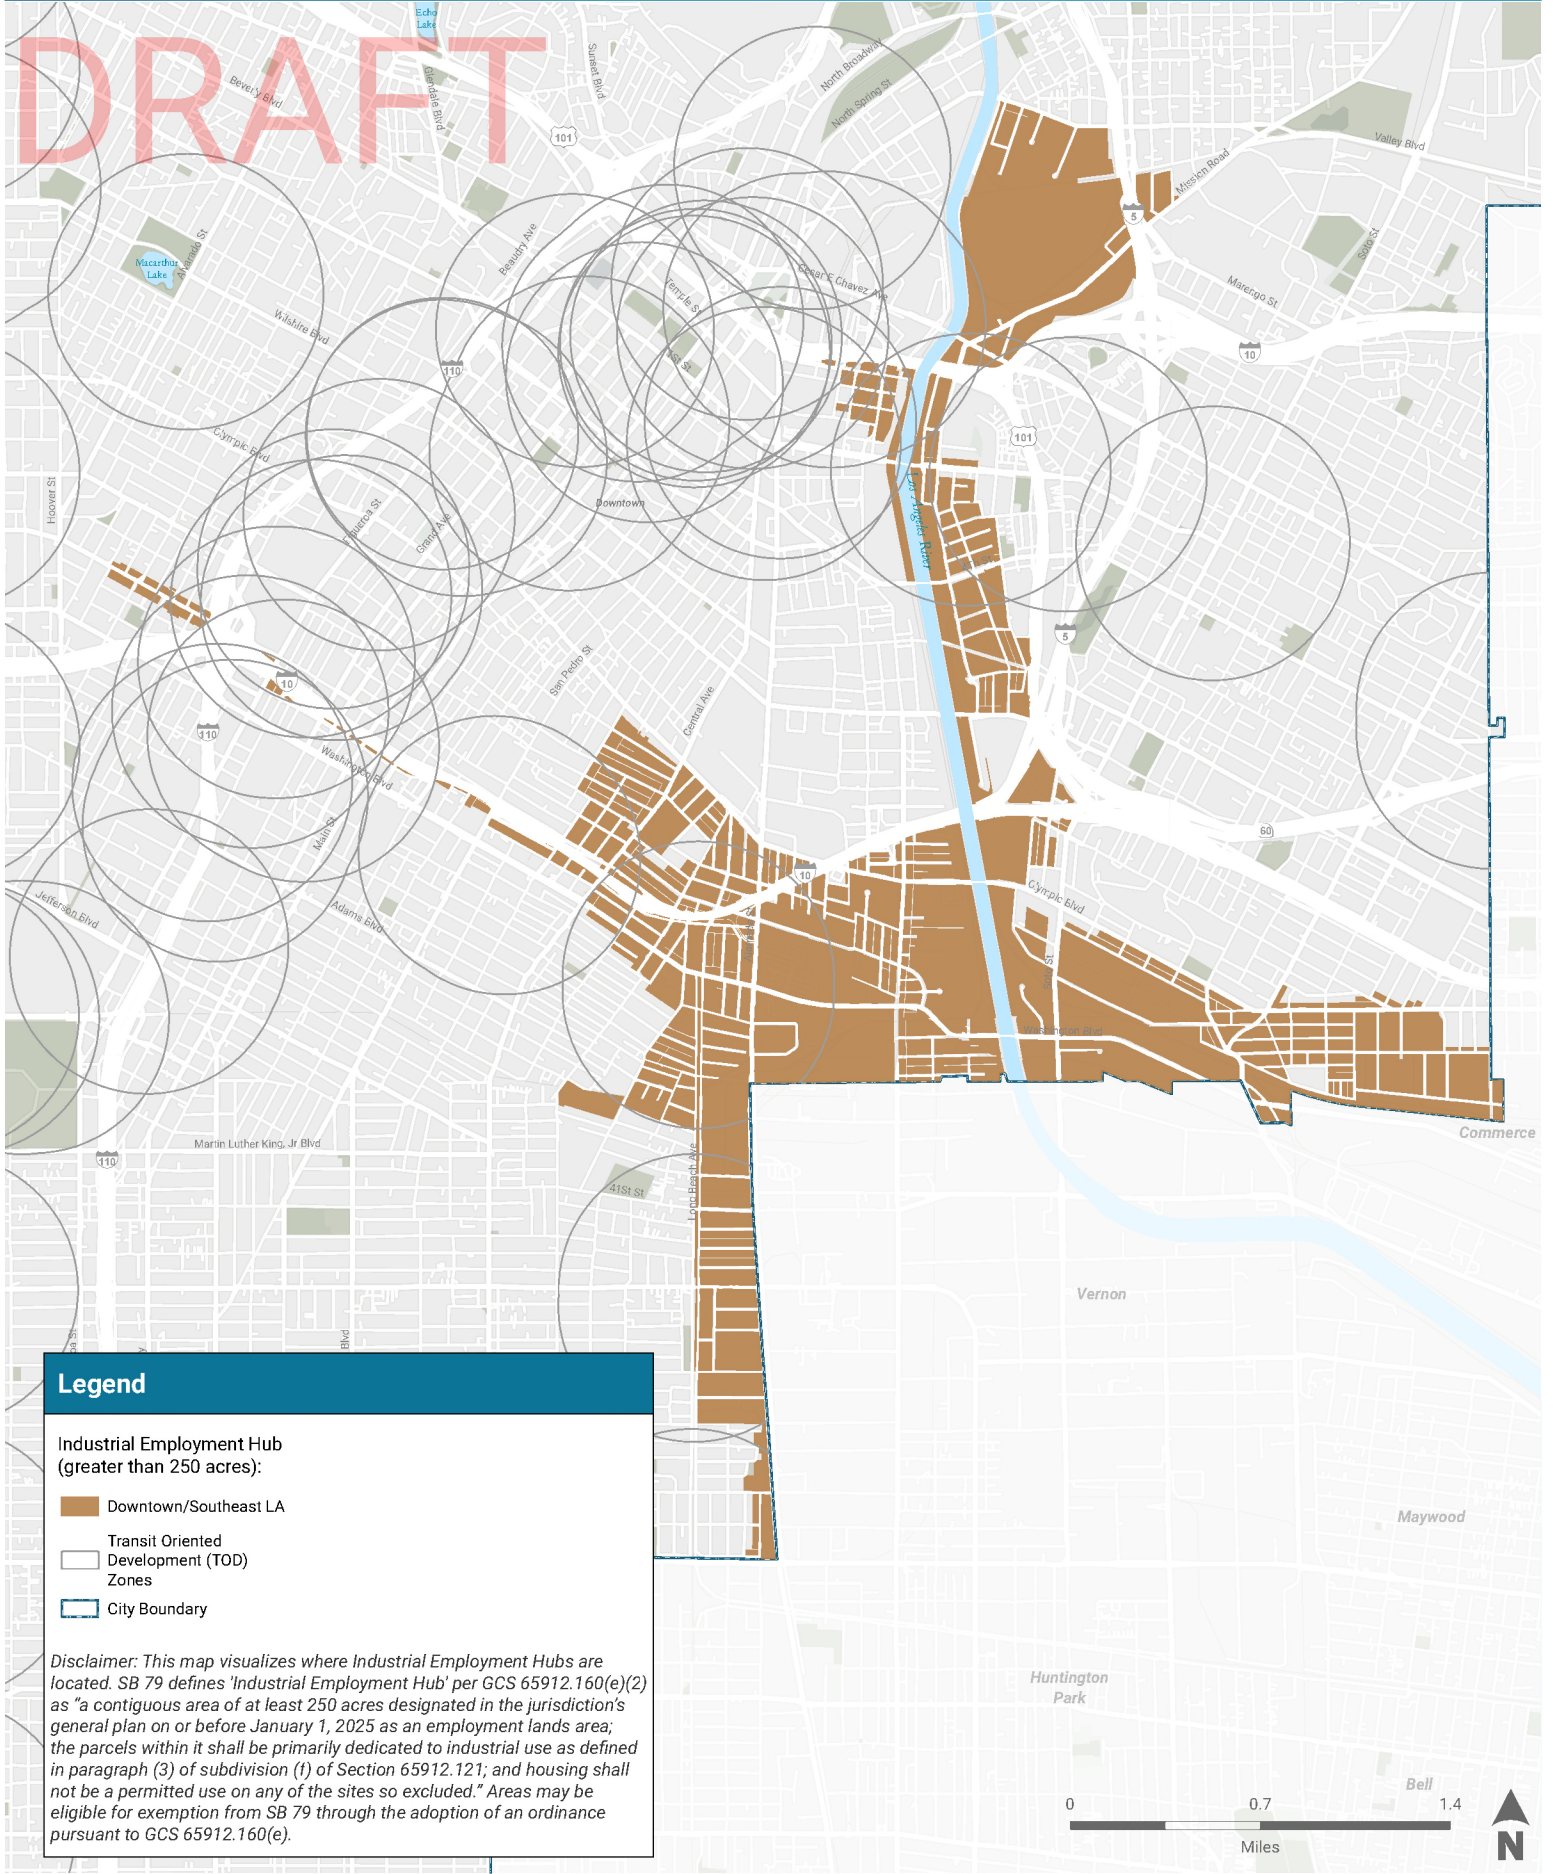 DRAFT
Echo
Lake
Sunset Blvd
North Broadway
North Spring St
Beverly Blvd
Glendale Blvd
101
Valley Blvd
Mission Road
5
Alvarado St
Macarthur
Lake
Beaudry Ave
Temple St
Cesar E Chavez Ave
Soto St
Marengo St
Wilshire Blvd
1St St
10
110
Olympic Blvd
101
Hoover St
Figueroa St
Grand Ave
Downtown
Los Angeles River
5
San Pedro St
10
Central Ave
110
Washington Blvd
Main St
60
10
Olympic Blvd
Jefferson Blvd
Adams Blvd
Soto St
Washington Blvd
Martin Luther King, Jr Blvd
110
Commerce
Long Beach Ave
41St St
Vernon
Blvd
Legend
Industrial Employment Hub
(greater than 250 acres):
Downtown/Southeast LA
Transit Oriented
Development (TOD)
Zones
City Boundary
Disclaimer: This map visualizes where Industrial Employment Hubs are
located. SB 79 defines 'Industrial Employment Hub' per GCS 65912.160(e)(2)
as “a contiguous area of at least 250 acres designated in the jurisdiction’s
general plan on or before January 1, 2025 as an employment lands area;
the parcels within it shall be primarily dedicated to industrial use as defined
in paragraph (3) of subdivision (f) of Section 65912.121; and housing shall
not be a permitted use on any of the sites so excluded.” Areas may be
eligible for exemption from SB 79 through the adoption of an ordinance
pursuant to GCS 65912.160(e).
Maywood
Huntington
Park
Bell
0 0.7 1.4
Miles
N